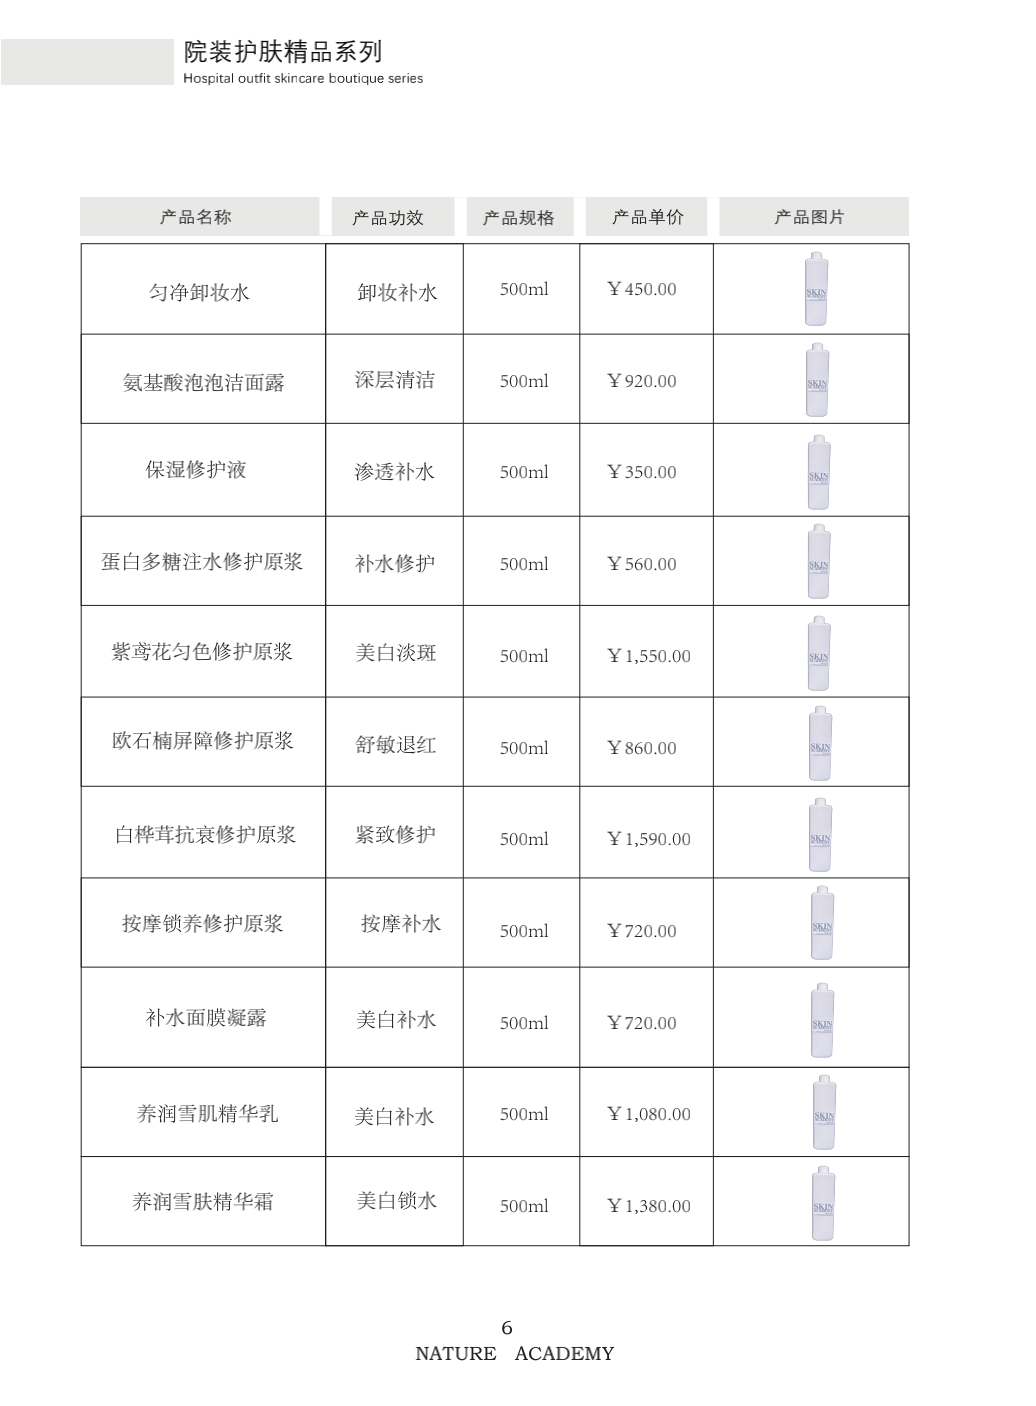 院装护肤精品系列
Hospital outfit skincare boutique series
产品名称 产品功效 产品规格 产品单价 产品图片
匀净卸妆水 卸妆补水 500ml ￥450.00 SKIN
氨基酸泡泡洁面露 深层清洁 500ml ￥920.00 SKIN
保湿修护液 渗透补水 500ml ￥350.00 SKIN
蛋白多糖注水修护原浆 补水修护 500ml ￥560.00 SKIN
紫鸢花匀色修护原浆 美白淡斑 500ml ￥1,550.00 SKIN
欧石楠屏障修护原浆 舒敏退红 500ml ￥860.00 SKIN
白桦茸抗衰修护原浆 紧致修护 500ml ￥1,590.00 SKIN
按摩锁养修护原浆 按摩补水 500ml ￥720.00 SKIN
补水面膜凝露 美白补水 500ml ￥720.00 SKIN
养润雪肌精华乳 美白补水 500ml ￥1,080.00 SKIN
养润雪肤精华霜 美白锁水 500ml ￥1,380.00 SKIN
6
NATURE ACADEMY